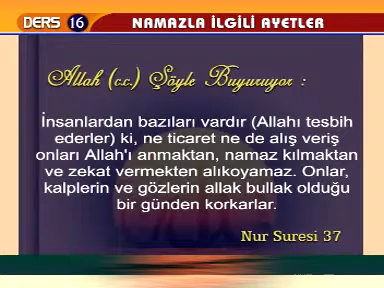 DERS 16 NAMAZLA İLGİLİ AYETLER
Allah (c.c.) Şöyle Buyuruyor :
İnsanlardan bazıları vardır (Allahı tesbih
ederler) ki, ne ticaret ne de alış veriş
onları Allah'ı anmaktan, namaz kılmaktan
ve zekat vermekten alıkoyamaz. Onlar,
kalplerin ve gözlerin allak bullak olduğu
bir günden korkarlar.
Nur Suresi 37